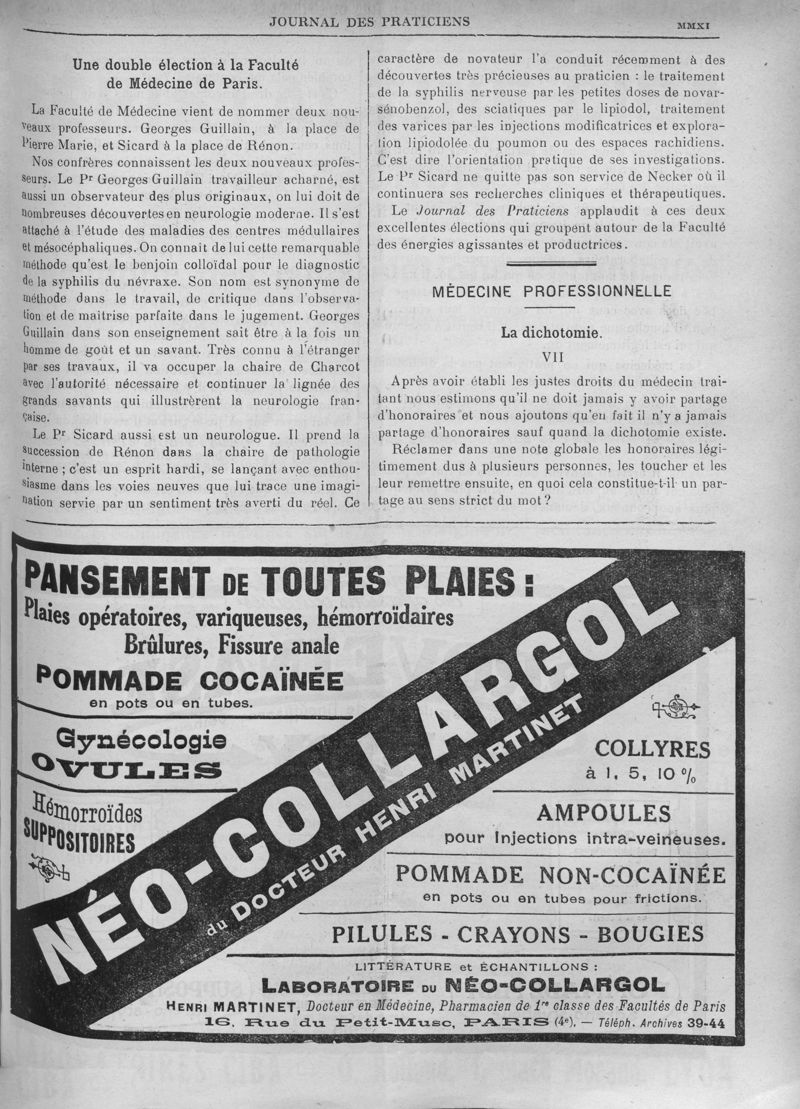 JOURNAL DES PRATICIENS
MMXI
Une double élection à la Faculté
de Médecine de Paris.
La Faculté de Médecine vient de nommer deux nou-
veaux professeurs. Georges Guillain, à la place de
Pierre Marie, et Sicard à la place de Rénon.
Nos confrères connaissent les deux nouveaux profes-
seurs. Le Pr Georges Guillain travailleur acharné, est
aussi un observateur des plus originaux, on lui doit de
nombreuses découvertes en neurologie moderne. Il s'est
attaché à l'étude des maladies des centres médullaires
et mésocéphaliques. On connait de lui cette remarquable
méthode qu'est le benjoin colloïdal pour le diagnostic
de la syphilis du névraxe. Son nom est synonyme de
méthode dans le travail, de critique dans l'observa-
tion et de maitrise parfaite dans le jugement. Georges
Guillain dans son enseignement sait être à la fois un
homme de goût et un savant. Très connu à l'étranger
par ses travaux, il va occuper la chaire de Charcot
avec l'autorité nécessaire et continuer la lignée des
grands savants qui illustrèrent la neurologie fran-
çaise.
Le Pr Sicard aussi est un neurologue. Il prend la
succession de Rénon dans la chaire de pathologie
interne ; c'est un esprit hardi, se lançant avec enthou-
siasme dans les voies neuves que lui trace une imagi-
nation servie par un sentiment très averti du réel. Ce
caractère de novateur l'a conduit récemment à des
découvertes très précieuses au praticien : le traitement
de la syphilis nerveuse par les petites doses de novar-
sénobenzol, des sciatiques par le lipiodol, traitement
des varices par les injections modificatrices et explora-
tion lipiodolée du poumon ou des espaces rachidiens.
C'est dire l'orientation pratique de ses investigations.
Le Pr Sicard ne quitte pas son service de Necker où il
continuera ses recherches cliniques et thérapeutiques.
Le Journal des Praticiens applaudit à ces deux
excellentes élections qui groupent autour de la Faculté
des énergies agissantes et productrices.
MÉDECINE PROFESSIONNELLE
La dichotomie.
VII
Après avoir établi les justes droits du médecin trai-
tant nous estimons qu'il ne doit jamais y avoir partage
d'honoraires et nous ajoutons qu'en fait il n'y a jamais
partage d'honoraires sauf quand la dichotomie existe.
Réclamer dans une note globale les honoraires légi-
timement dus à plusieurs personnes, les toucher et les
leur remettre ensuite, en quoi cela constitue-t-il un par-
tage au sens strict du mot ?
PANSEMENT DE TOUTES PLAIES :
Plaies opératoires, variqueuses, hémorroïdaires
Brûlures, Fissure anale
POMMADE COCAÏNÉE
en pots ou en tubes.
Gynécologie
OVULES
Hémorroïdes
SUPPOSITOIRES
NÉO-COLLARGOL
du DOCTEUR HENRI MARTINET
COLLYRES
à 1, 5, 10 %
AMPOULES
pour Injections intra-veineuses.
POMMADE NON-COCAÏNÉE
en pots ou en tubes pour frictions.
PILULES - CRAYONS - BOUGIES
LITTÉRATURE et ÉCHANTILLONS :
LABORATOIRE DU NÉO-COLLARGOL
HENRI MARTINET, Docteur en Médecine, Pharmacien de 1re classe des Facultés de Paris
16, Rue du Petit-Musc, PARIS (4e). — Téléph. Archives 39-44